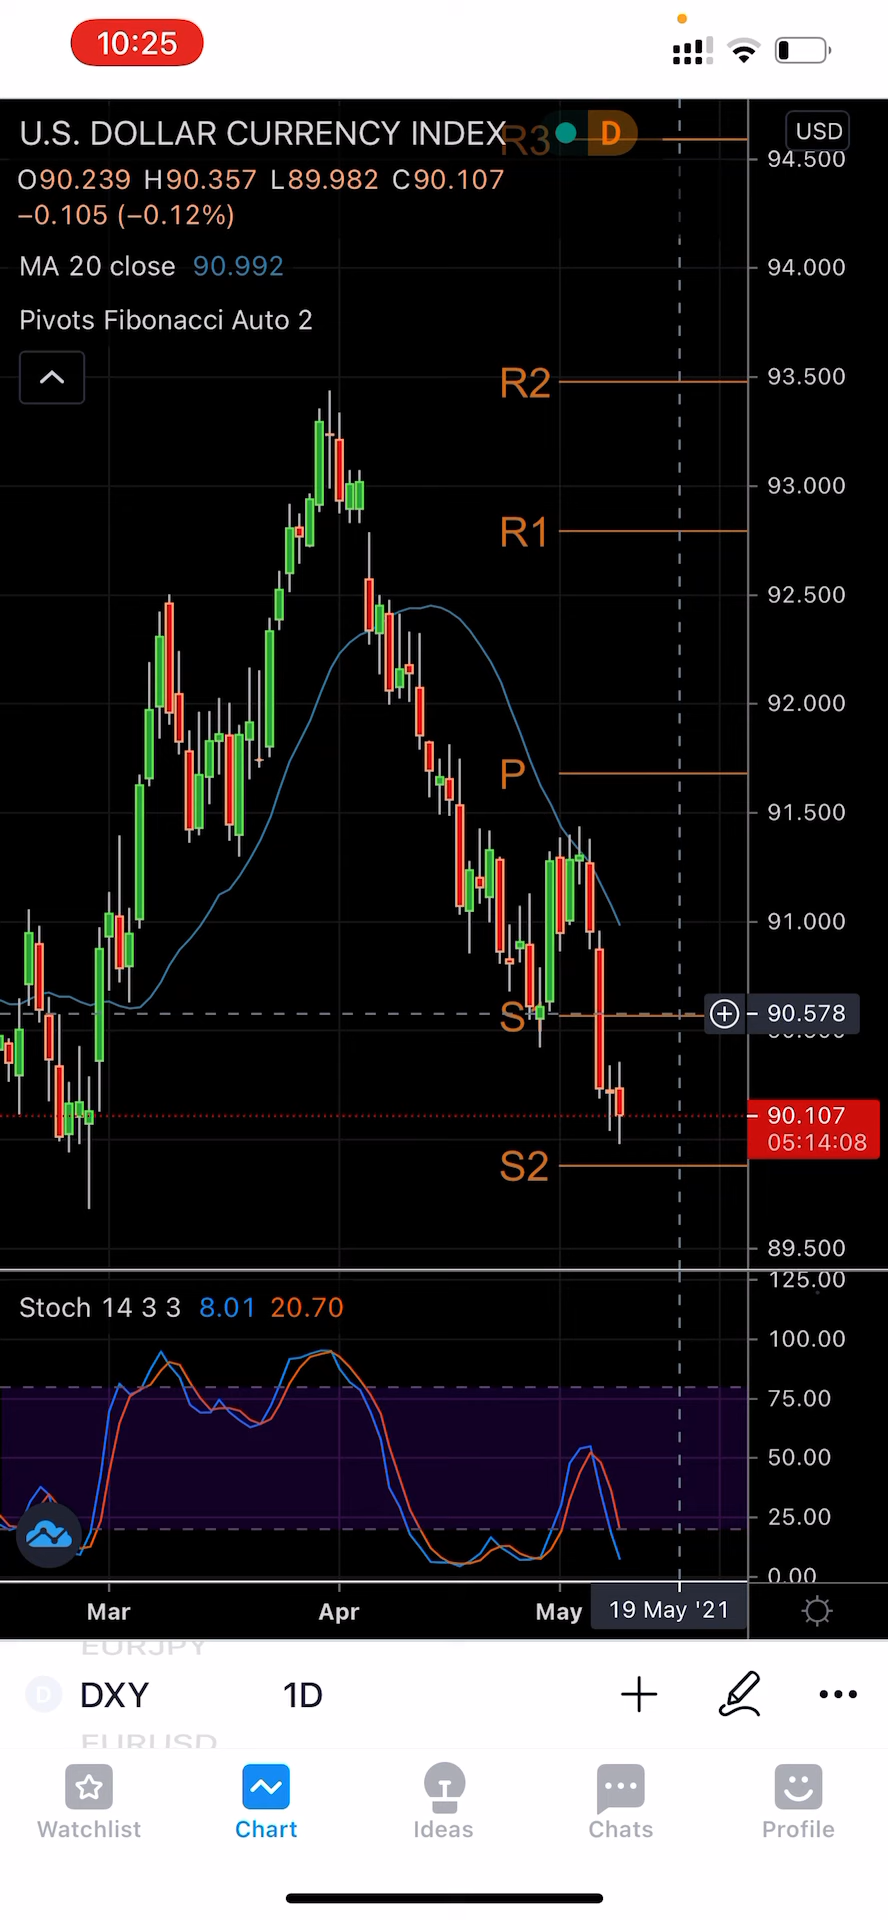 10:25
U.S. DOLLAR CURRENCY INDEX R3 D USD
94.500
O90.239 H90.357 L89.982 C90.107
−0.105 (−0.12%)
MA 20 close 90.992
94.000
Pivots Fibonacci Auto 2
R2
93.500
93.000
R1
92.500
92.000
P
91.500
91.000
S
90.578
90.107
05:14:08
S2
89.500
125.00
Stoch 14 3 3 8.01 20.70
100.00
75.00
50.00
25.00
0.00
Mar Apr May 19 May '21
EURJPY
D DXY 1D
EURUSD
Watchlist Chart Ideas Chats Profile